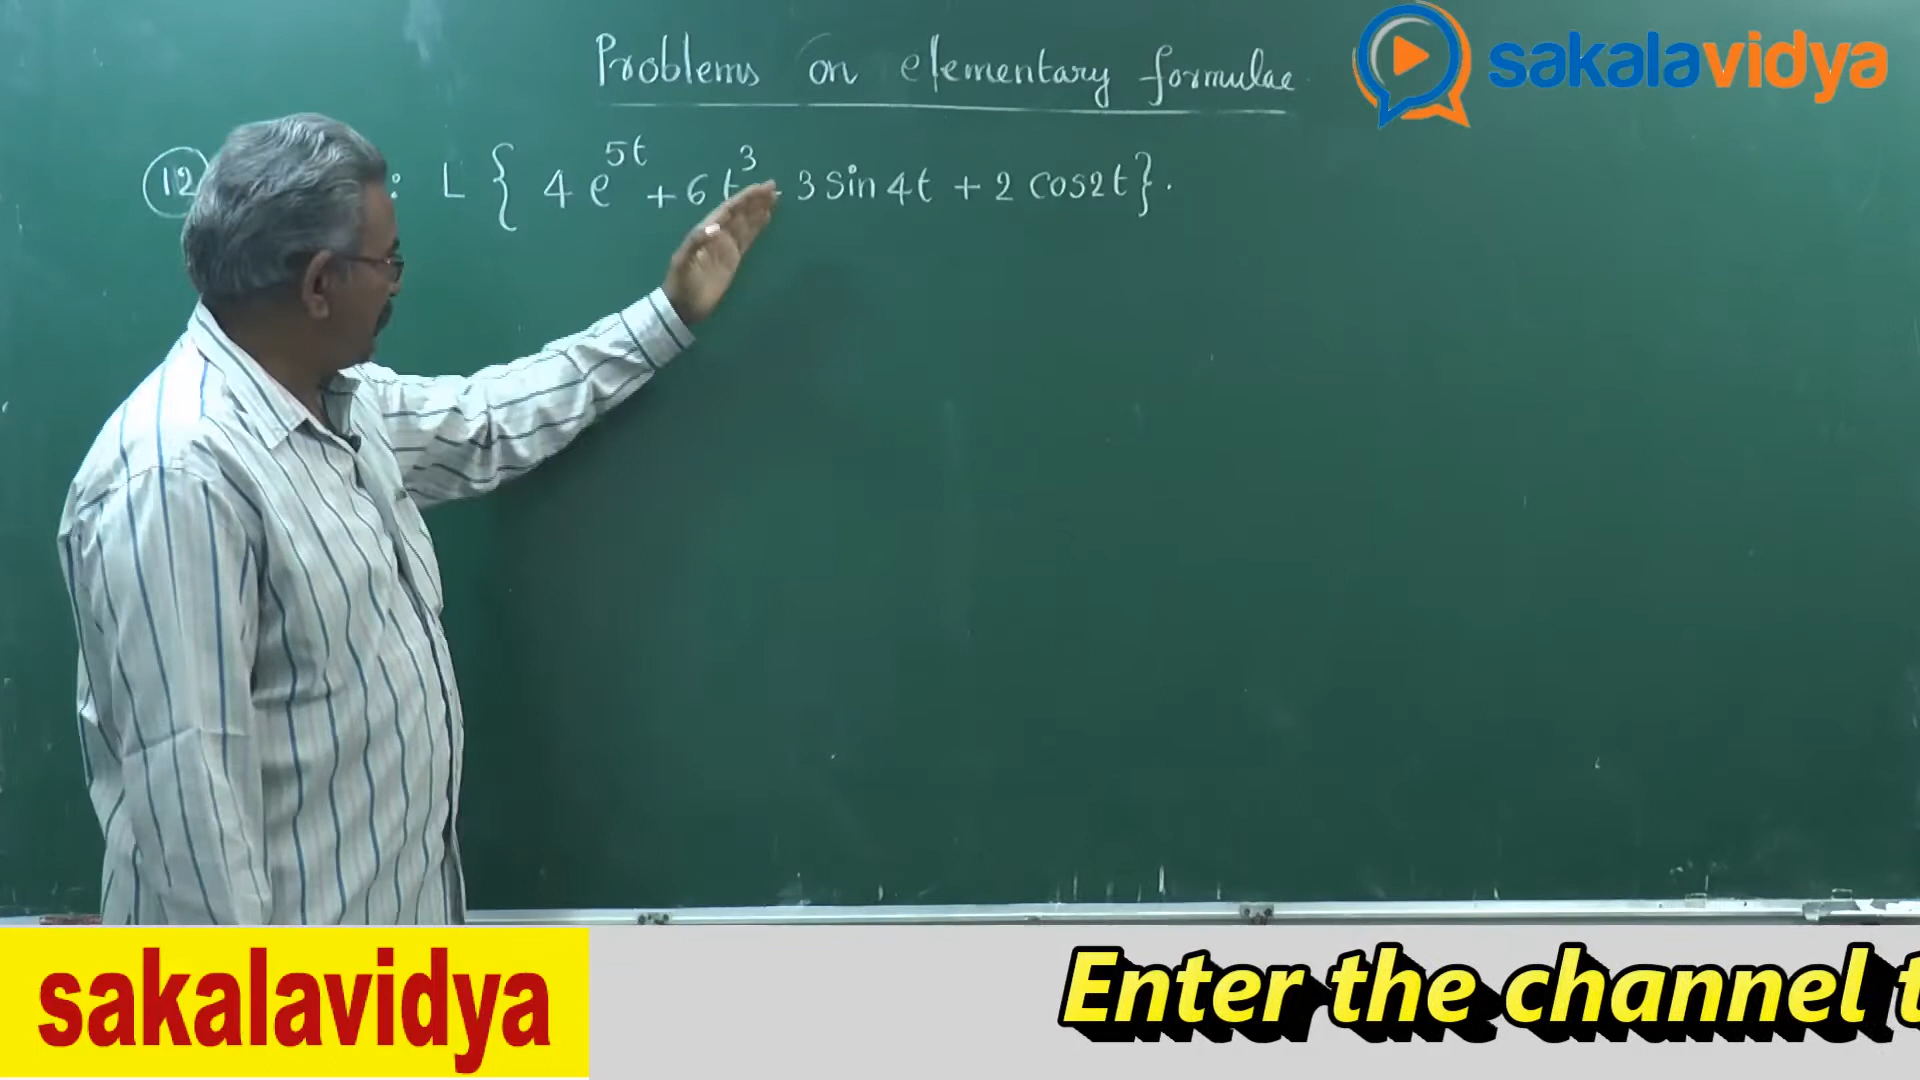 Problems on elementary formulae
sakalavidya
12 : L { 4 e^5t + 6 t^3 - 3 Sin 4t + 2 Cos2t}.
sakalavidya
Enter the channel